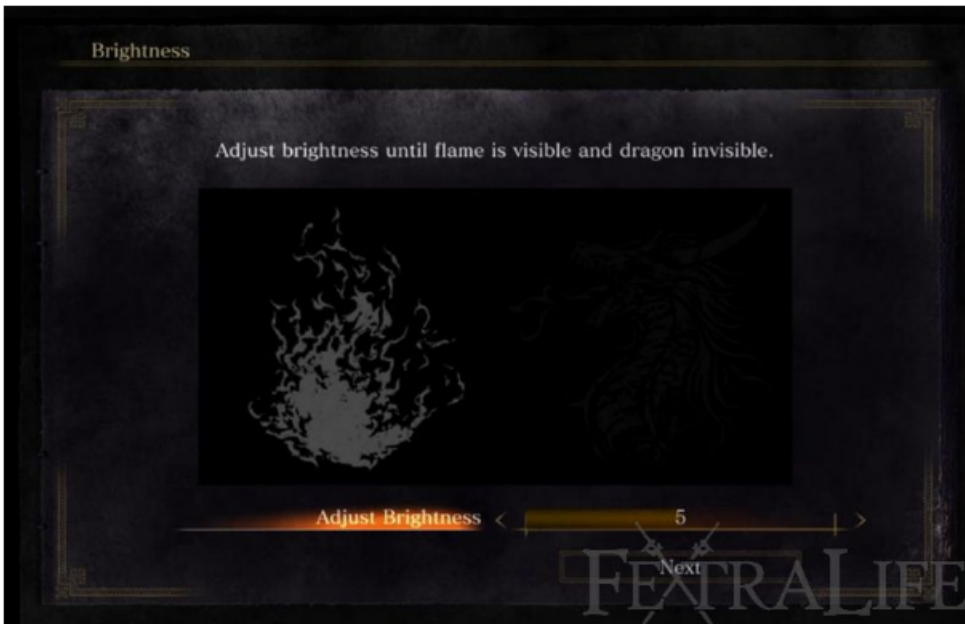 Brightness
Adjust brightness until flame is visible and dragon invisible.
Adjust Brightness < 5 >
Next
FEXTRALIFE